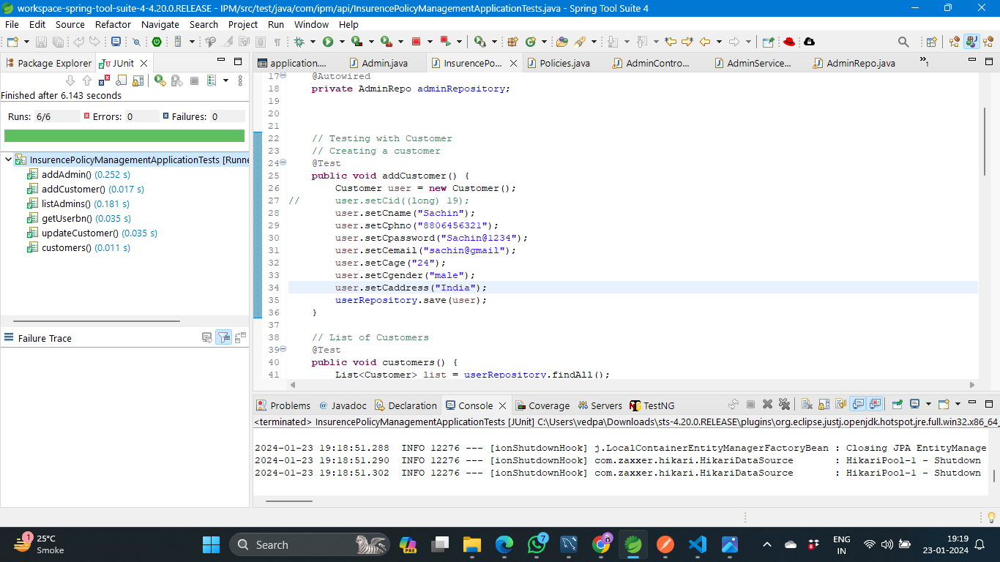 workspace-spring-tool-suite-4-4.20.0.RELEASE - IPM/src/test/java/com/ipm/api/InsurencePolicyManagementApplicationTests.java - Spring Tool Suite 4
File Edit Source Refactor Navigate Search Project Run Window Help
Package Explorer JUnit
Finished after 6.143 seconds
Runs: 6/6 Errors: 0 Failures: 0
InsurencePolicyManagementApplicationTests [Runne
addAdmin() (0.252 s)
addCustomer() (0.017 s)
listAdmins() (0.181 s)
getUserbn() (0.035 s)
updateCustomer() (0.035 s)
customers() (0.011 s)
Failure Trace
application.... Admin.java InsurencePo... Policies.java AdminContro... AdminService... AdminRepo.java »1
17 @Autowired
18 private AdminRepo adminRepository;
19
20
21
22 // Testing with Customer
23 // Creating a customer
24 @Test
25 public void addCustomer() {
26 Customer user = new Customer();
27 // user.setCid((long) 19);
28 user.setCname("Sachin");
29 user.setCphno("8806456321");
30 user.setCpassword("Sachin@1234");
31 user.setCemail("sachin@gmail");
32 user.setCage("24");
33 user.setCgender("male");
34 user.setCaddress("India");
35 userRepository.save(user);
36 }
37
38 // List of Customers
39 @Test
40 public void customers() {
41 List<Customer> list = userRepository.findAll();
Problems Javadoc Declaration Console Coverage Servers TestNG
<terminated> InsurencePolicyManagementApplicationTests [JUnit] C:\Users\vedpa\Downloads\sts-4.20.0.RELEASE\plugins\org.eclipse.justj.openjdk.hotspot.jre.full.win32.x86_64_
2024-01-23 19:18:51.288 INFO 12276 --- [ionShutdownHook] j.LocalContainerEntityManagerFactoryBean : Closing JPA EntityManage
2024-01-23 19:18:51.290 INFO 12276 --- [ionShutdownHook] com.zaxxer.hikari.HikariDataSource : HikariPool-1 - Shutdown
2024-01-23 19:18:51.302 INFO 12276 --- [ionShutdownHook] com.zaxxer.hikari.HikariDataSource : HikariPool-1 - Shutdown
1
25°C
Smoke
Search
PRE
7
ENG
IN
19:19
23-01-2024